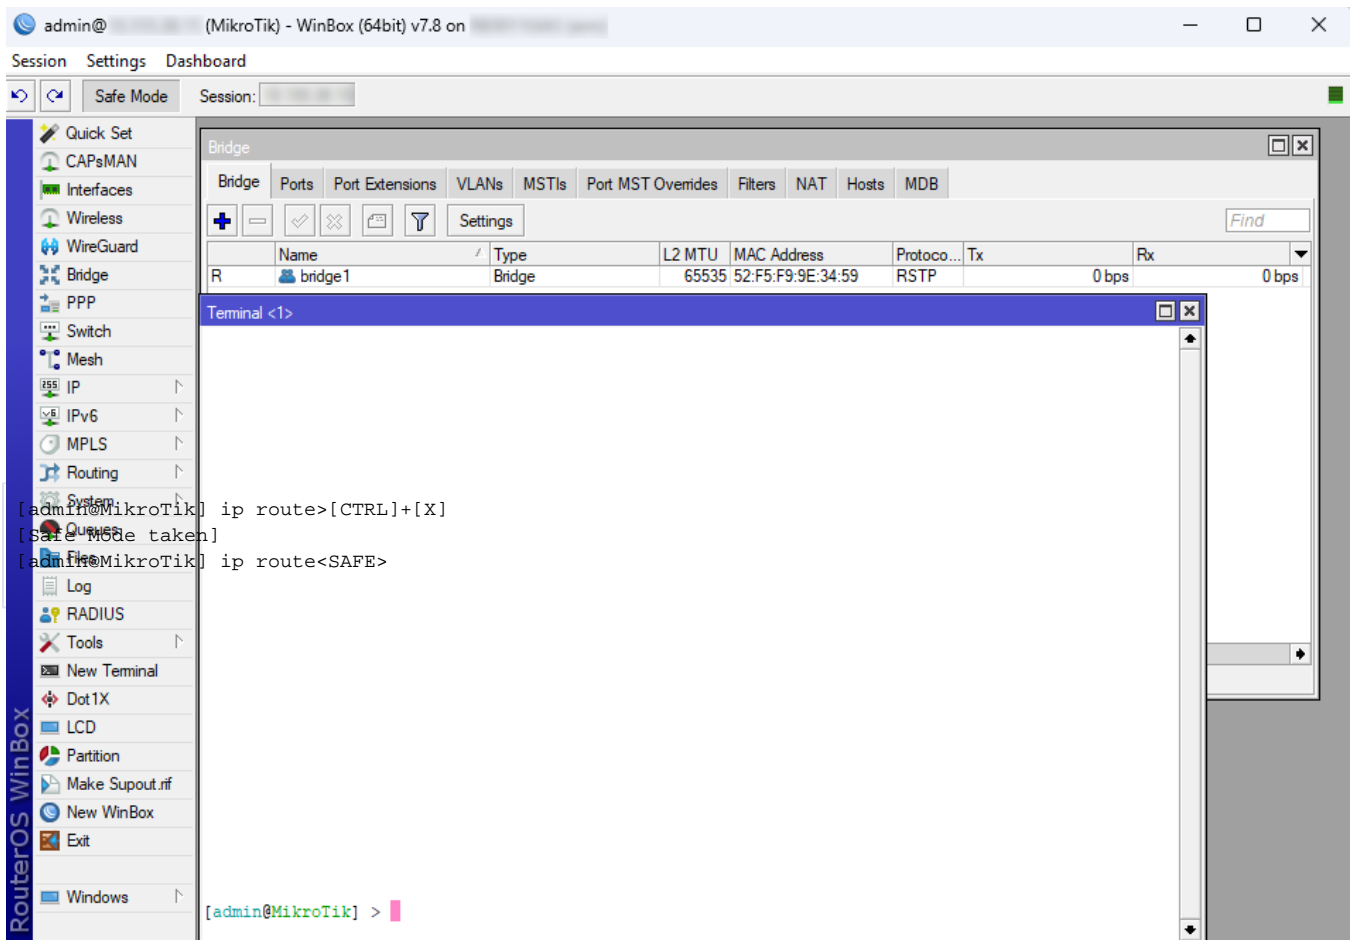 admin@ (MikroTik) - WinBox (64bit) v7.8 on
Session Settings Dashboard
Safe Mode Session:
Quick Set
CAPsMAN
Interfaces
Wireless
WireGuard
Bridge
PPP
Switch
Mesh
255 IP
v6 IPv6
MPLS
Routing
System
Queues
Files
Log
RADIUS
Tools
New Terminal
Dot1X
LCD
Partition
Make Supout.rif
New WinBox
Exit
Windows
RouterOS WinBox
Bridge
Bridge Ports Port Extensions VLANs MSTIs Port MST Overrides Filters NAT Hosts MDB
Settings Find
Name Type L2 MTU MAC Address Protoco... Tx Rx
R bridge1 Bridge 65535 52:F5:F9:9E:34:59 RSTP 0 bps 0 bps
Terminal <1>
[admin@MikroTik] ip route>[CTRL]+[X]
[Safe Mode taken]
[admin@MikroTik] ip route<SAFE>
[admin@MikroTik] >